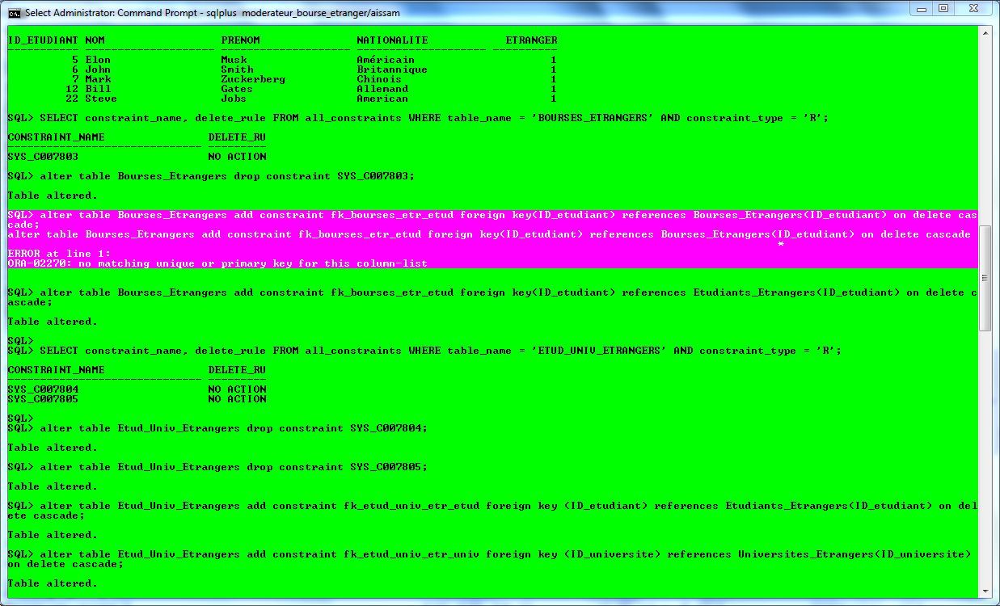 Select Administrator: Command Prompt - sqlplus  moderateur_bourse_etranger/aissam
ID_ETUDIANT NOM                  PRENOM               NATIONALITE            ETRANGER
----------- -------------------- -------------------- -------------------- ----------
          5 Elon                 Musk                 Américain                     1
          6 John                 Smith                Britannique                   1
          7 Mark                 Zuckerberg           Chinois                       1
         12 Bill                 Gates                Allemand                      1
         22 Steve                Jobs                 American                      1
SQL> SELECT constraint_name, delete_rule FROM all_constraints WHERE table_name = 'BOURSES_ETRANGERS' AND constraint_type = 'R';
CONSTRAINT_NAME                DELETE_RU
------------------------------ ---------
SYS_C007803                    NO ACTION
SQL> alter table Bourses_Etrangers drop constraint SYS_C007803;
Table altered.
SQL> alter table Bourses_Etrangers add constraint fk_bourses_etr_etud foreign key(ID_etudiant) references Bourses_Etrangers(ID_etudiant) on delete cas
cade;
alter table Bourses_Etrangers add constraint fk_bourses_etr_etud foreign key(ID_etudiant) references Bourses_Etrangers(ID_etudiant) on delete cascade
*
ERROR at line 1:
ORA-02270: no matching unique or primary key for this column-list
SQL> alter table Bourses_Etrangers add constraint fk_bourses_etr_etud foreign key(ID_etudiant) references Etudiants_Etrangers(ID_etudiant) on delete c
ascade;
Table altered.
SQL>
SQL> SELECT constraint_name, delete_rule FROM all_constraints WHERE table_name = 'ETUD_UNIV_ETRANGERS' AND constraint_type = 'R';
CONSTRAINT_NAME                DELETE_RU
------------------------------ ---------
SYS_C007804                    NO ACTION
SYS_C007805                    NO ACTION
SQL>
SQL> alter table Etud_Univ_Etrangers drop constraint SYS_C007804;
Table altered.
SQL> alter table Etud_Univ_Etrangers drop constraint SYS_C007805;
Table altered.
SQL> alter table Etud_Univ_Etrangers add constraint fk_etud_univ_etr_etud foreign key (ID_etudiant) references Etudiants_Etrangers(ID_etudiant) on del
ete cascade;
Table altered.
SQL> alter table Etud_Univ_Etrangers add constraint fk_etud_univ_etr_univ foreign key (ID_universite) references Universites_Etrangers(ID_universite)
on delete cascade;
Table altered.